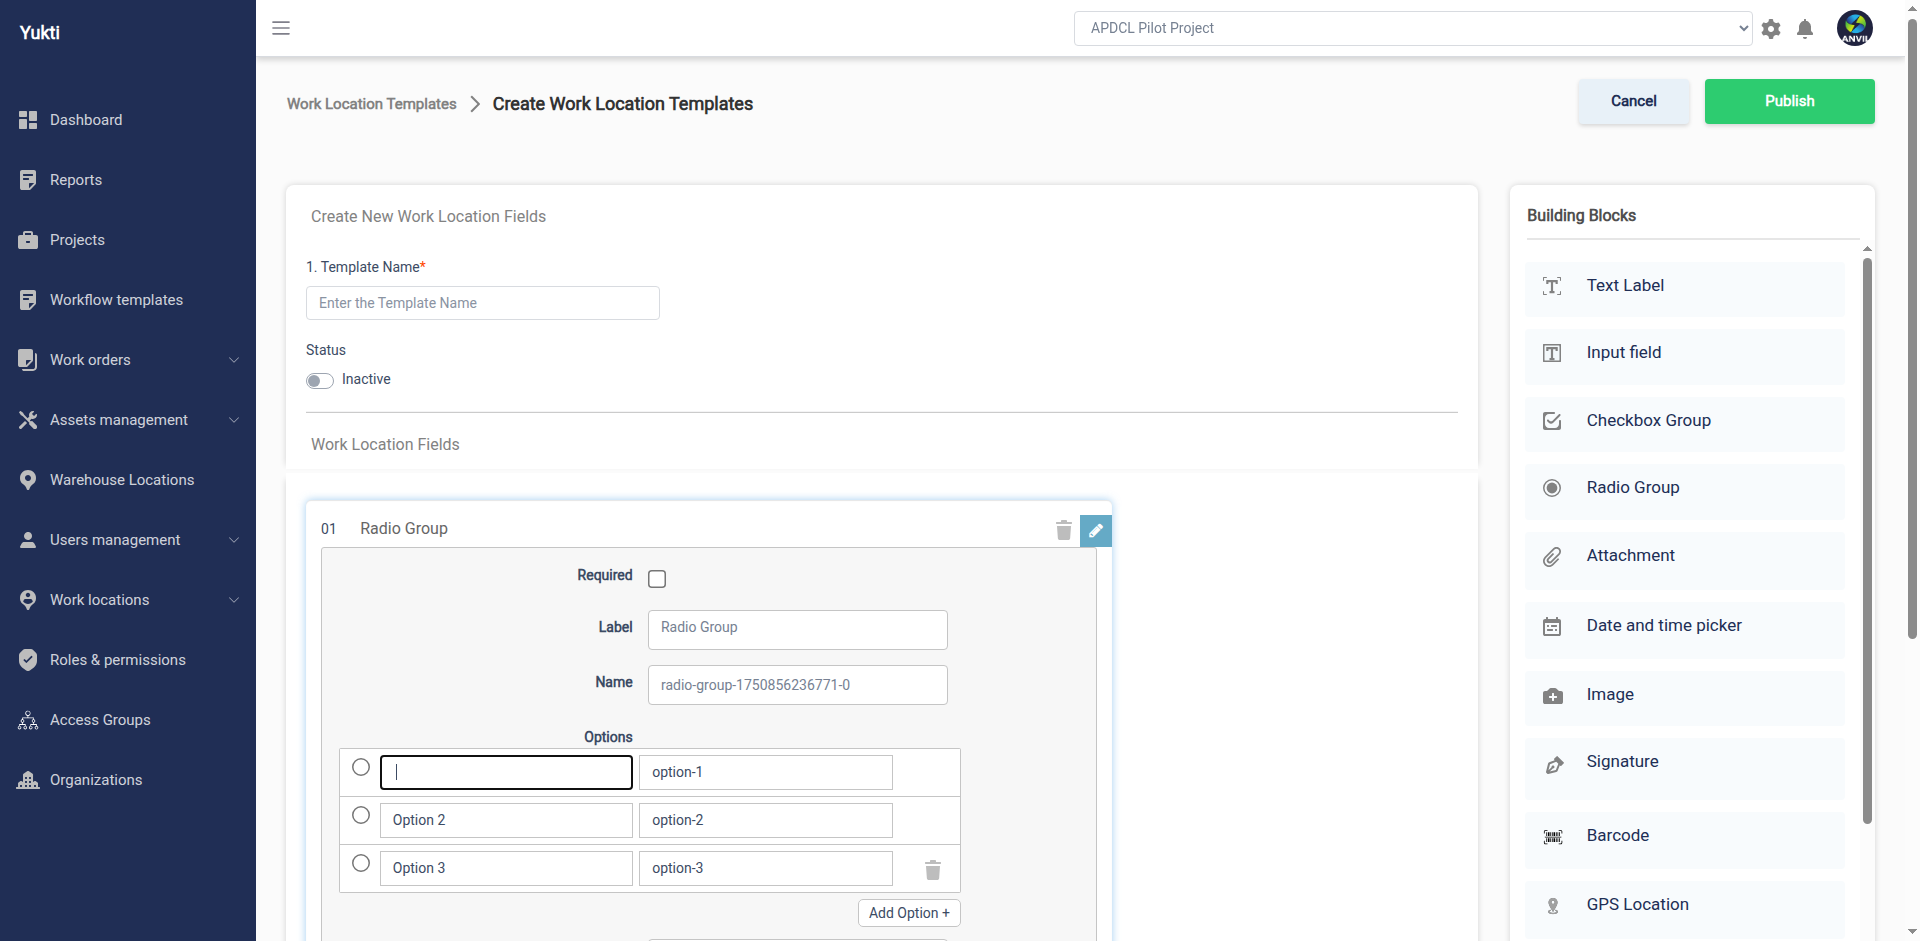 Yukti
APDCL Pilot Project
ANVIL
Dashboard
Reports
Projects
Workflow templates
Work orders
Assets management
Warehouse Locations
Users management
Work locations
Roles & permissions
Access Groups
Organizations
Work Location Templates
Create Work Location Templates
Cancel
Publish
Create New Work Location Fields
1. Template Name*
Enter the Template Name
Status
Inactive
Work Location Fields
01 Radio Group
Required
Label Radio Group
Name radio-group-1750856236771-0
Options
option-1
Option 2 option-2
Option 3 option-3
Add Option +
Building Blocks
Text Label
Input field
Checkbox Group
Radio Group
Attachment
Date and time picker
Image
Signature
Barcode
GPS Location